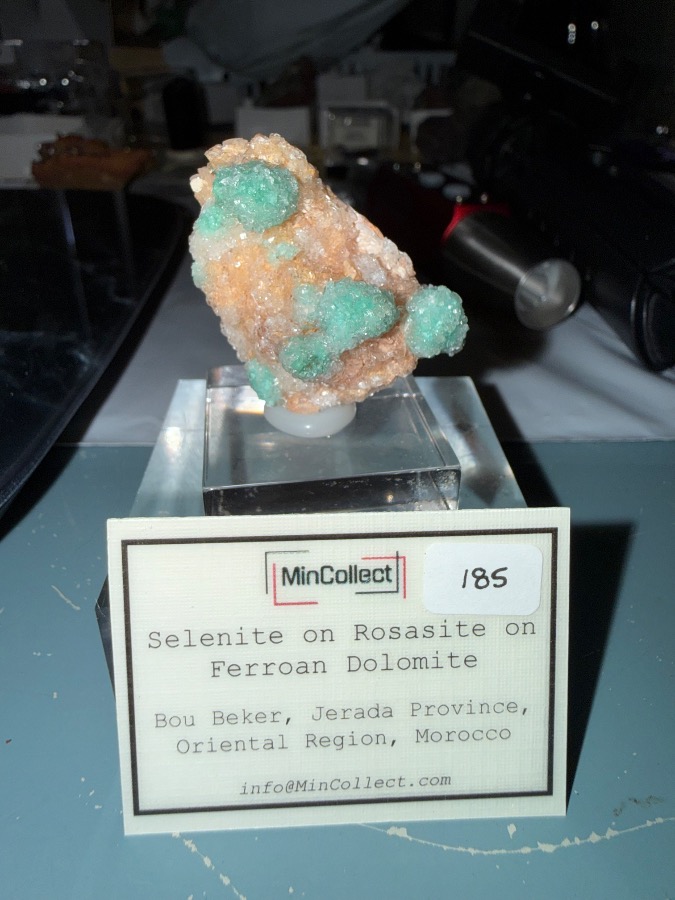 MinCollect
185
Selenite on Rosasite on
Ferroan Dolomite
Bou Beker, Jerada Province,
Oriental Region, Morocco
info@MinCollect.com